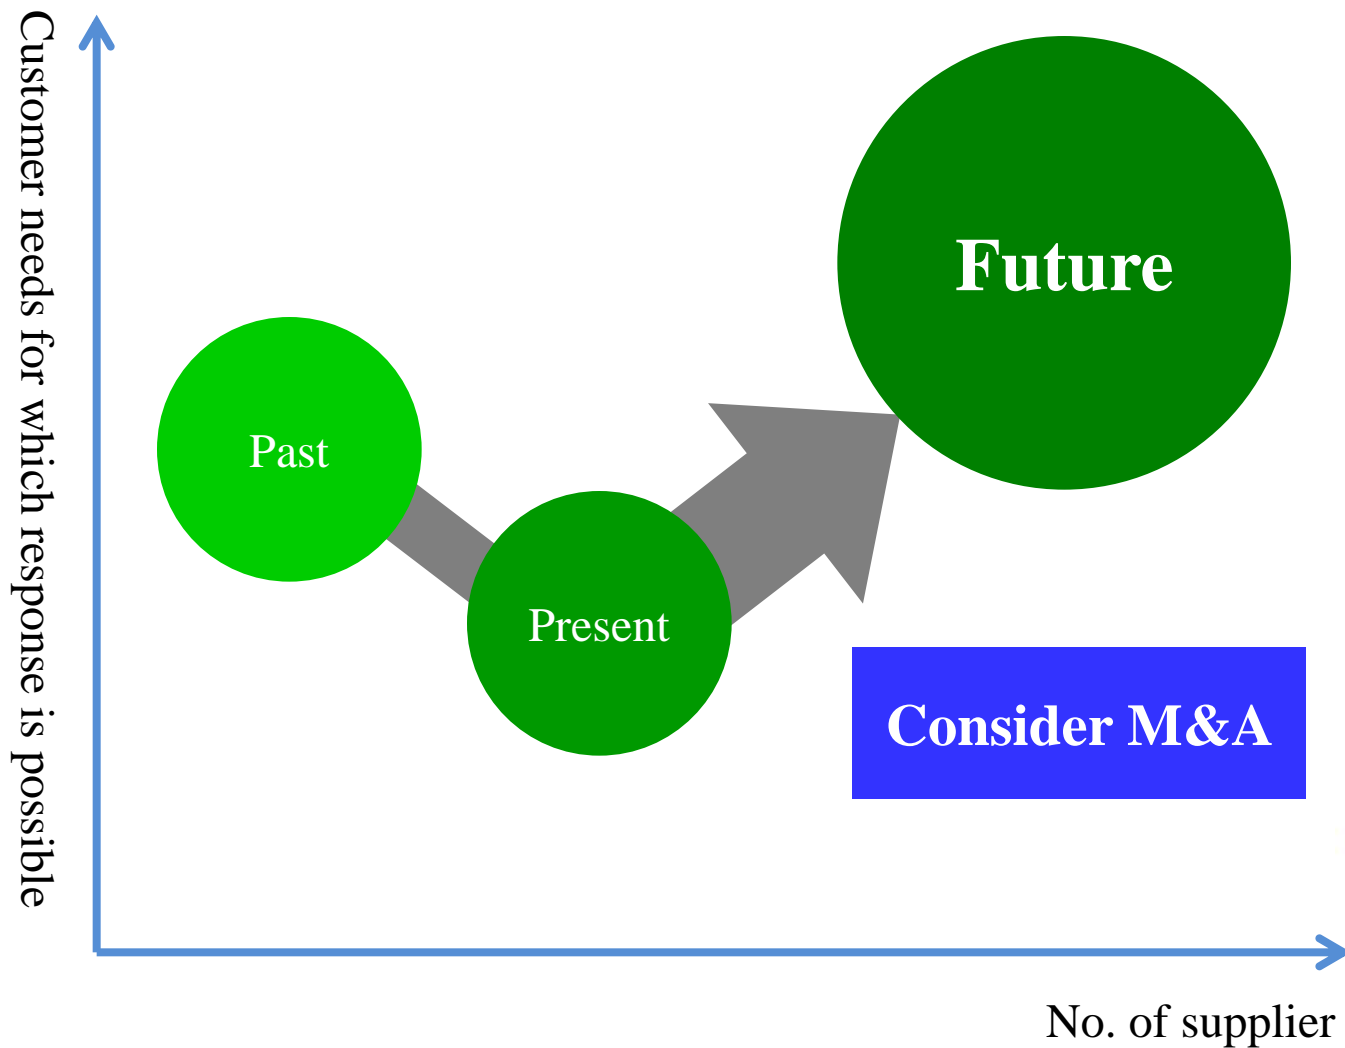 Customer needs for which response is possible
Future
Past
Present
Consider M&A
No. of supplier